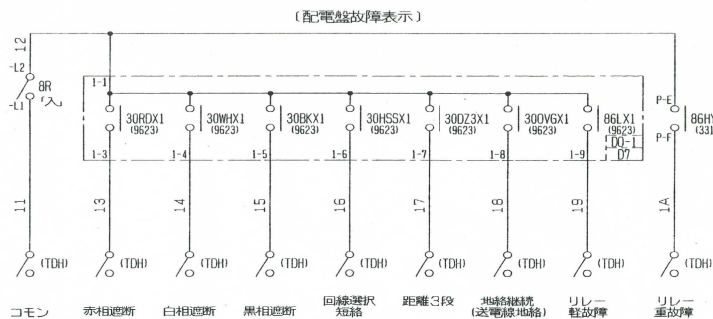 〔配電盤故障表示〕
12
-L2
8R
「入」
-L1
1-1
30RDX1
(9623)
30WHX1
(9623)
30BKX1
(9623)
30HSSX1
(9623)
30DZ3X1
(9623)
30OVGX1
(9623)
86LX1
(9623)
DO-1
D7
P-E
86HY
(331
P-F
1-3
1-4
1-5
1-6
1-7
1-8
1-9
11
13
14
15
16
17
18
19
1A
(TDH)
(TDH)
(TDH)
(TDH)
(TDH)
(TDH)
(TDH)
(TDH)
(TDH)
コモン
赤相遮断
白相遮断
黒相遮断
回線選択
短絡
距離3段
地絡継続
(送電線地絡)
リレー
軽故障
リレー
重故障